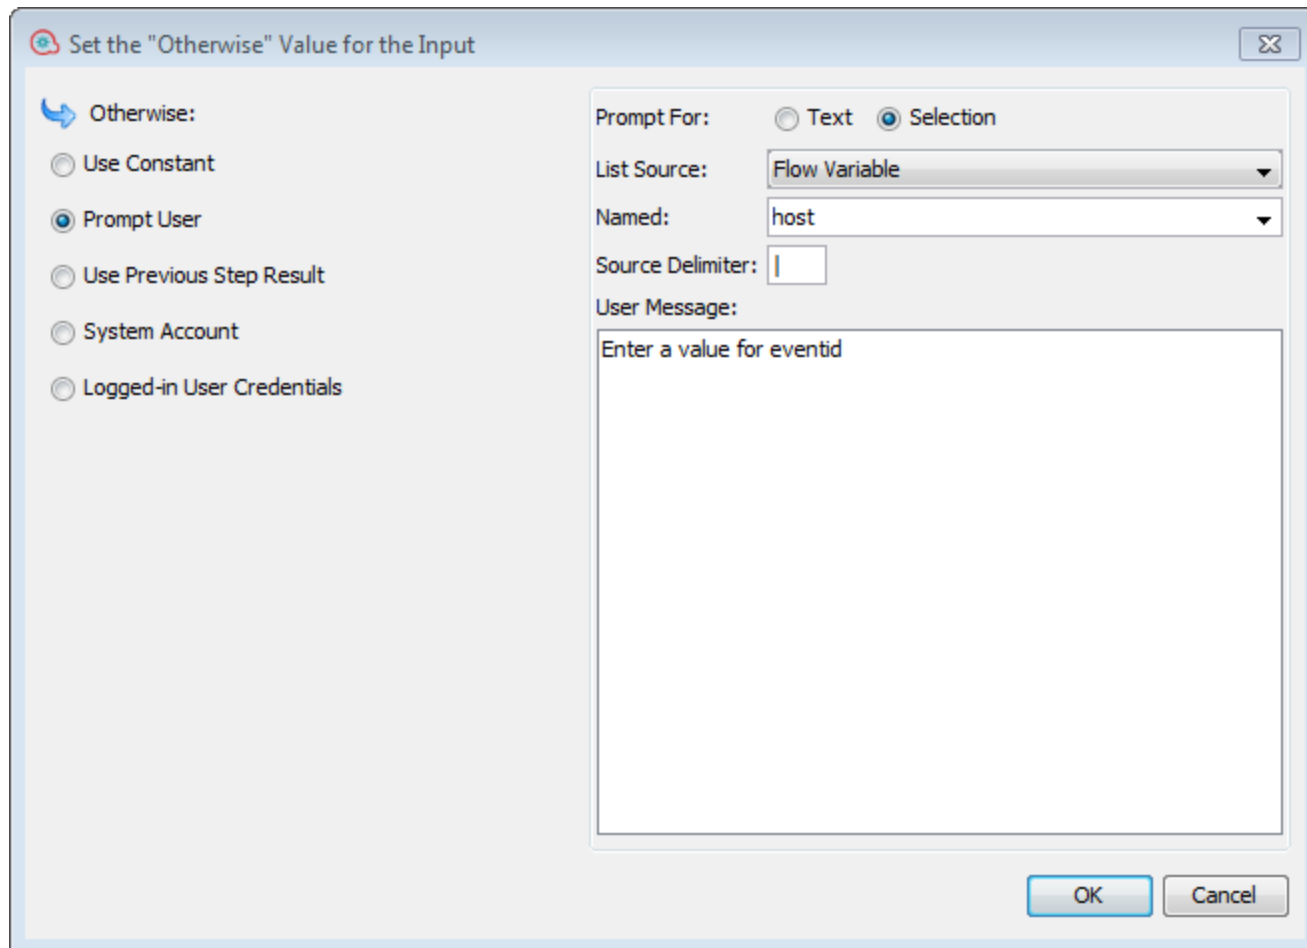 Set the "Otherwise" Value for the Input
Otherwise:
Use Constant
Prompt User
Use Previous Step Result
System Account
Logged-in User Credentials
Prompt For: Text Selection
List Source: Flow Variable
Named: host
Source Delimiter: |
User Message:
Enter a value for eventid
OK Cancel